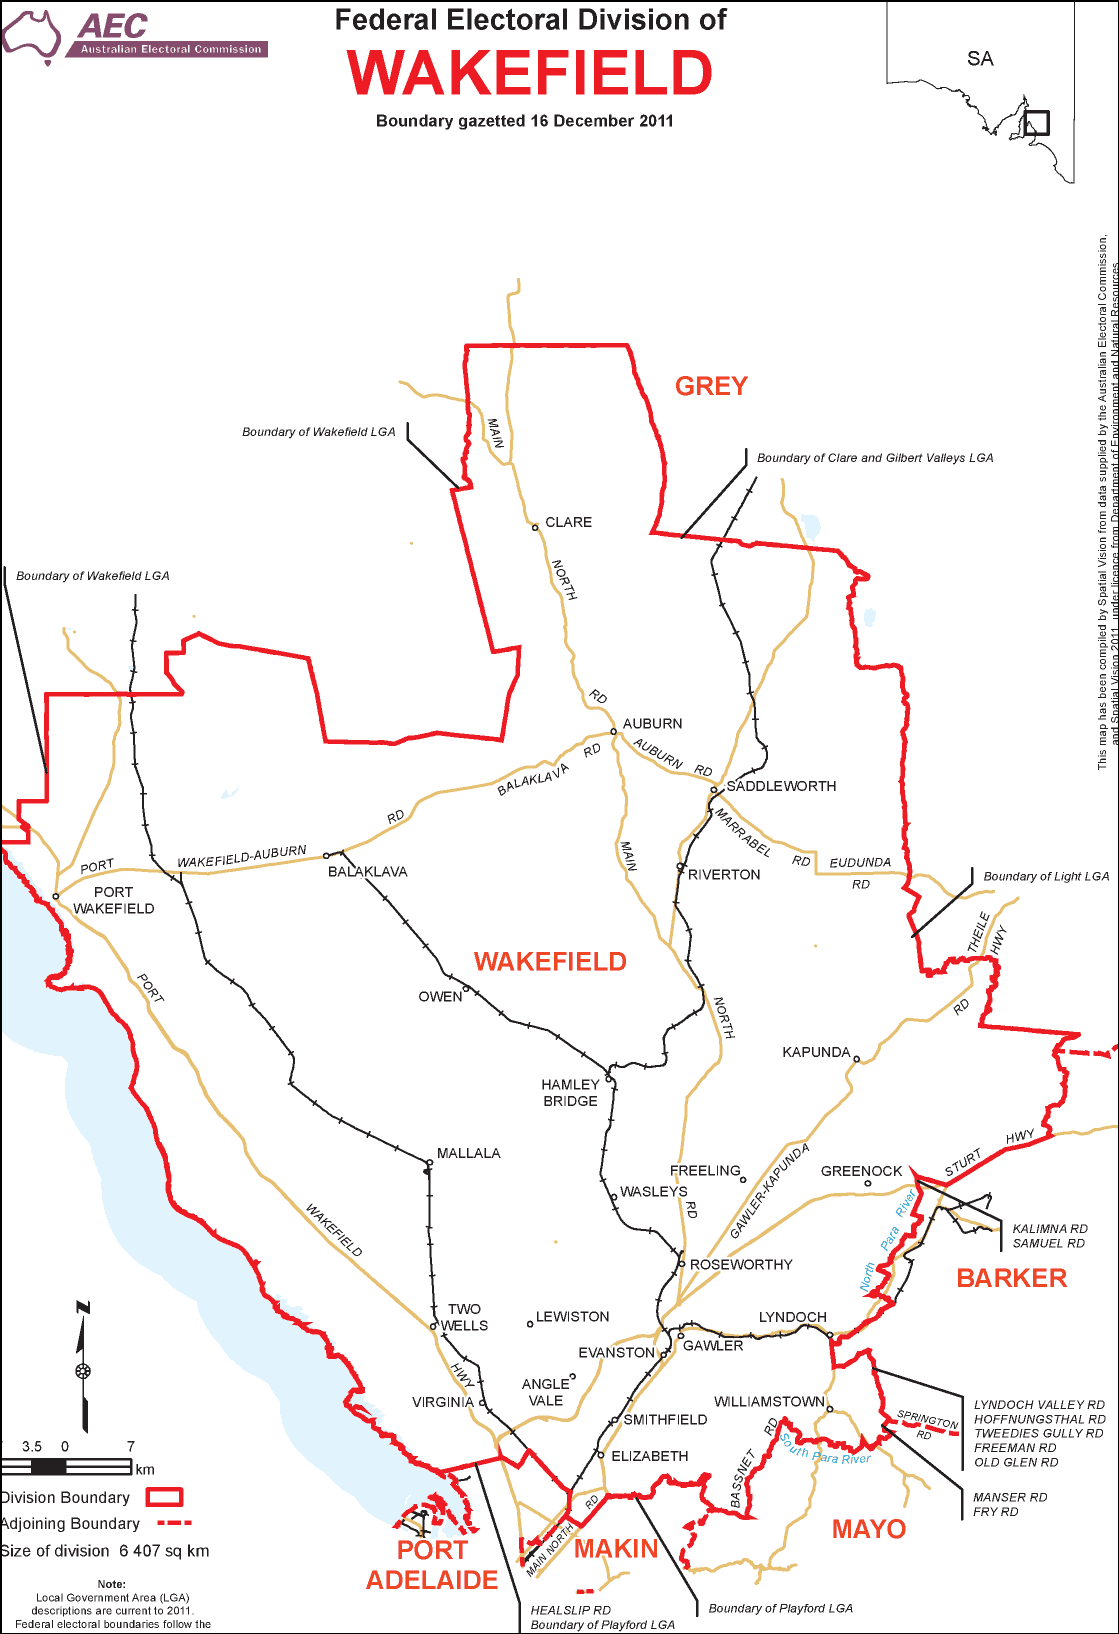 AEC
Australian Electoral Commission
Federal Electoral Division of
WAKEFIELD
Boundary gazetted 16 December 2011
SA
This map has been compiled by Spatial Vision from data supplied by the Australian Electoral Commission,
and Spatial Vision 2011, under licence from Department of Environment and Natural Resources
GREY
Boundary of Wakefield LGA
MAIN
Boundary of Clare and Gilbert Valleys LGA
CLARE
NORTH
Boundary of Wakefield LGA
RD
AUBURN
AUBURN RD
BALAKLAVA RD
SADDLEWORTH
RD
MARRABEL RD
EUDUNDA
RD
MAIN
WAKEFIELD-AUBURN
PORT
BALAKLAVA
RIVERTON
Boundary of Light LGA
PORT
WAKEFIELD
THEILE
HWY
WAKEFIELD
PORT
OWEN
NORTH
RD
KAPUNDA
HAMLEY
BRIDGE
MALLALA
STURT HWY
FREELING
GREENOCK
GAWLER-KAPUNDA
WASLEYS
RD
WAKEFIELD
North Para River
KALIMNA RD
SAMUEL RD
ROSEWORTHY
BARKER
N
TWO
WELLS
LEWISTON
LYNDOCH
EVANSTON
GAWLER
HWY
ANGLE
VALE
VIRGINIA
WILLIAMSTOWN
SMITHFIELD
SPRINGTON
RD
LYNDOCH VALLEY RD
HOFFNUNGSTHAL RD
TWEEDIES GULLY RD
FREEMAN RD
OLD GLEN RD
BASSNET RD
South Para River
ELIZABETH
3.5 0 7
km
MANSER RD
FRY RD
Division Boundary
Adjoining Boundary
Size of division 6 407 sq km
MAIN NORTH RD
MAKIN
MAYO
PORT
ADELAIDE
Note:
Local Government Area (LGA)
descriptions are current to 2011.
Federal electoral boundaries follow the
HEALSLIP RD
Boundary of Playford LGA
Boundary of Playford LGA